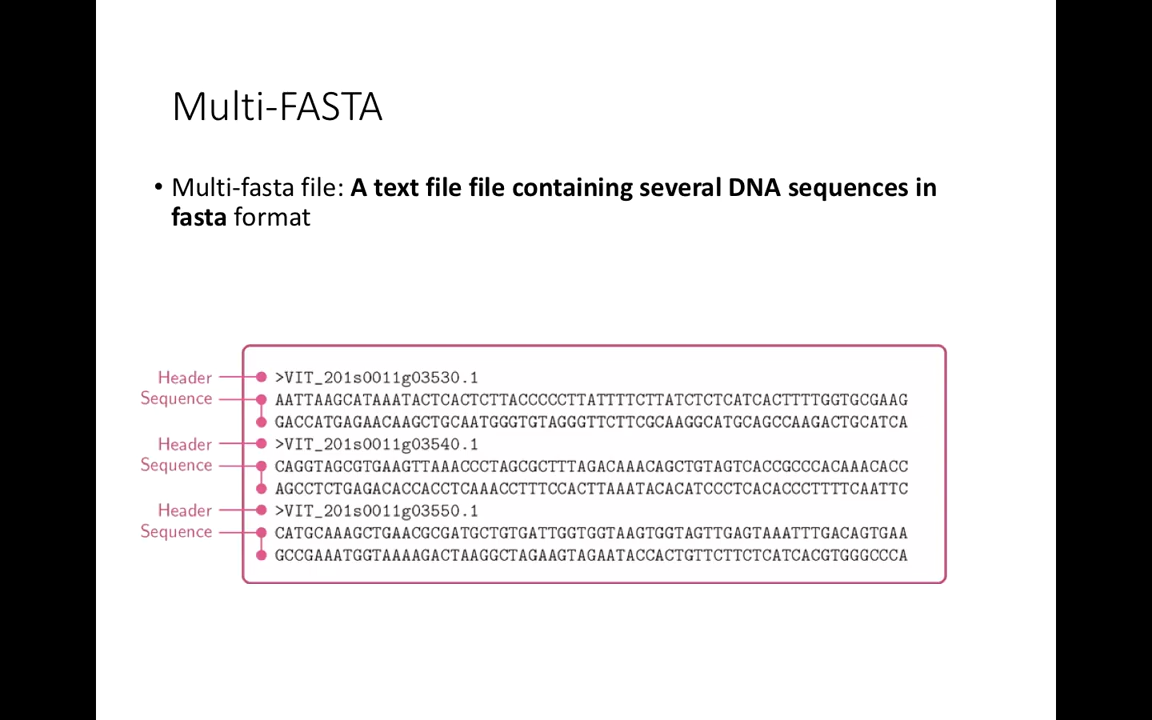 Multi-FASTA
• Multi-fasta file: A text file file containing several DNA sequences in
fasta format
Header >VIT_201s0011g03530.1
Sequence AATTAAGCATAAATACTCACTCTTACCCCCTTATTTTCTTATCTCTCATCACTTTTGGTGCGAAG
GACCATGAGAACAAGCTGCAATGGGTGTAGGGTTCTTCGCAAGGCATGCAGCCAAGACTGCATCA
Header >VIT_201s0011g03540.1
Sequence CAGGTAGCGTGAAGTTAAACCCTAGCGCTTTAGACAAACAGCTGTAGTCACCGCCCACAAACACC
AGCCTCTGAGACACCACCTCAAACCTTTCCACTTAAATACACATCCCTCACACCCTTTTCAATTC
Header >VIT_201s0011g03550.1
Sequence CATGCAAAGCTGAACGCGATGCTGTGATTGGTGGTAAGTGGTAGTTGAGTAAATTTGACAGTGAA
GCCGAAATGGTAAAAGACTAAGGCTAGAAGTAGAATACCACTGTTCTTCTCATCACGTGGGCCCA